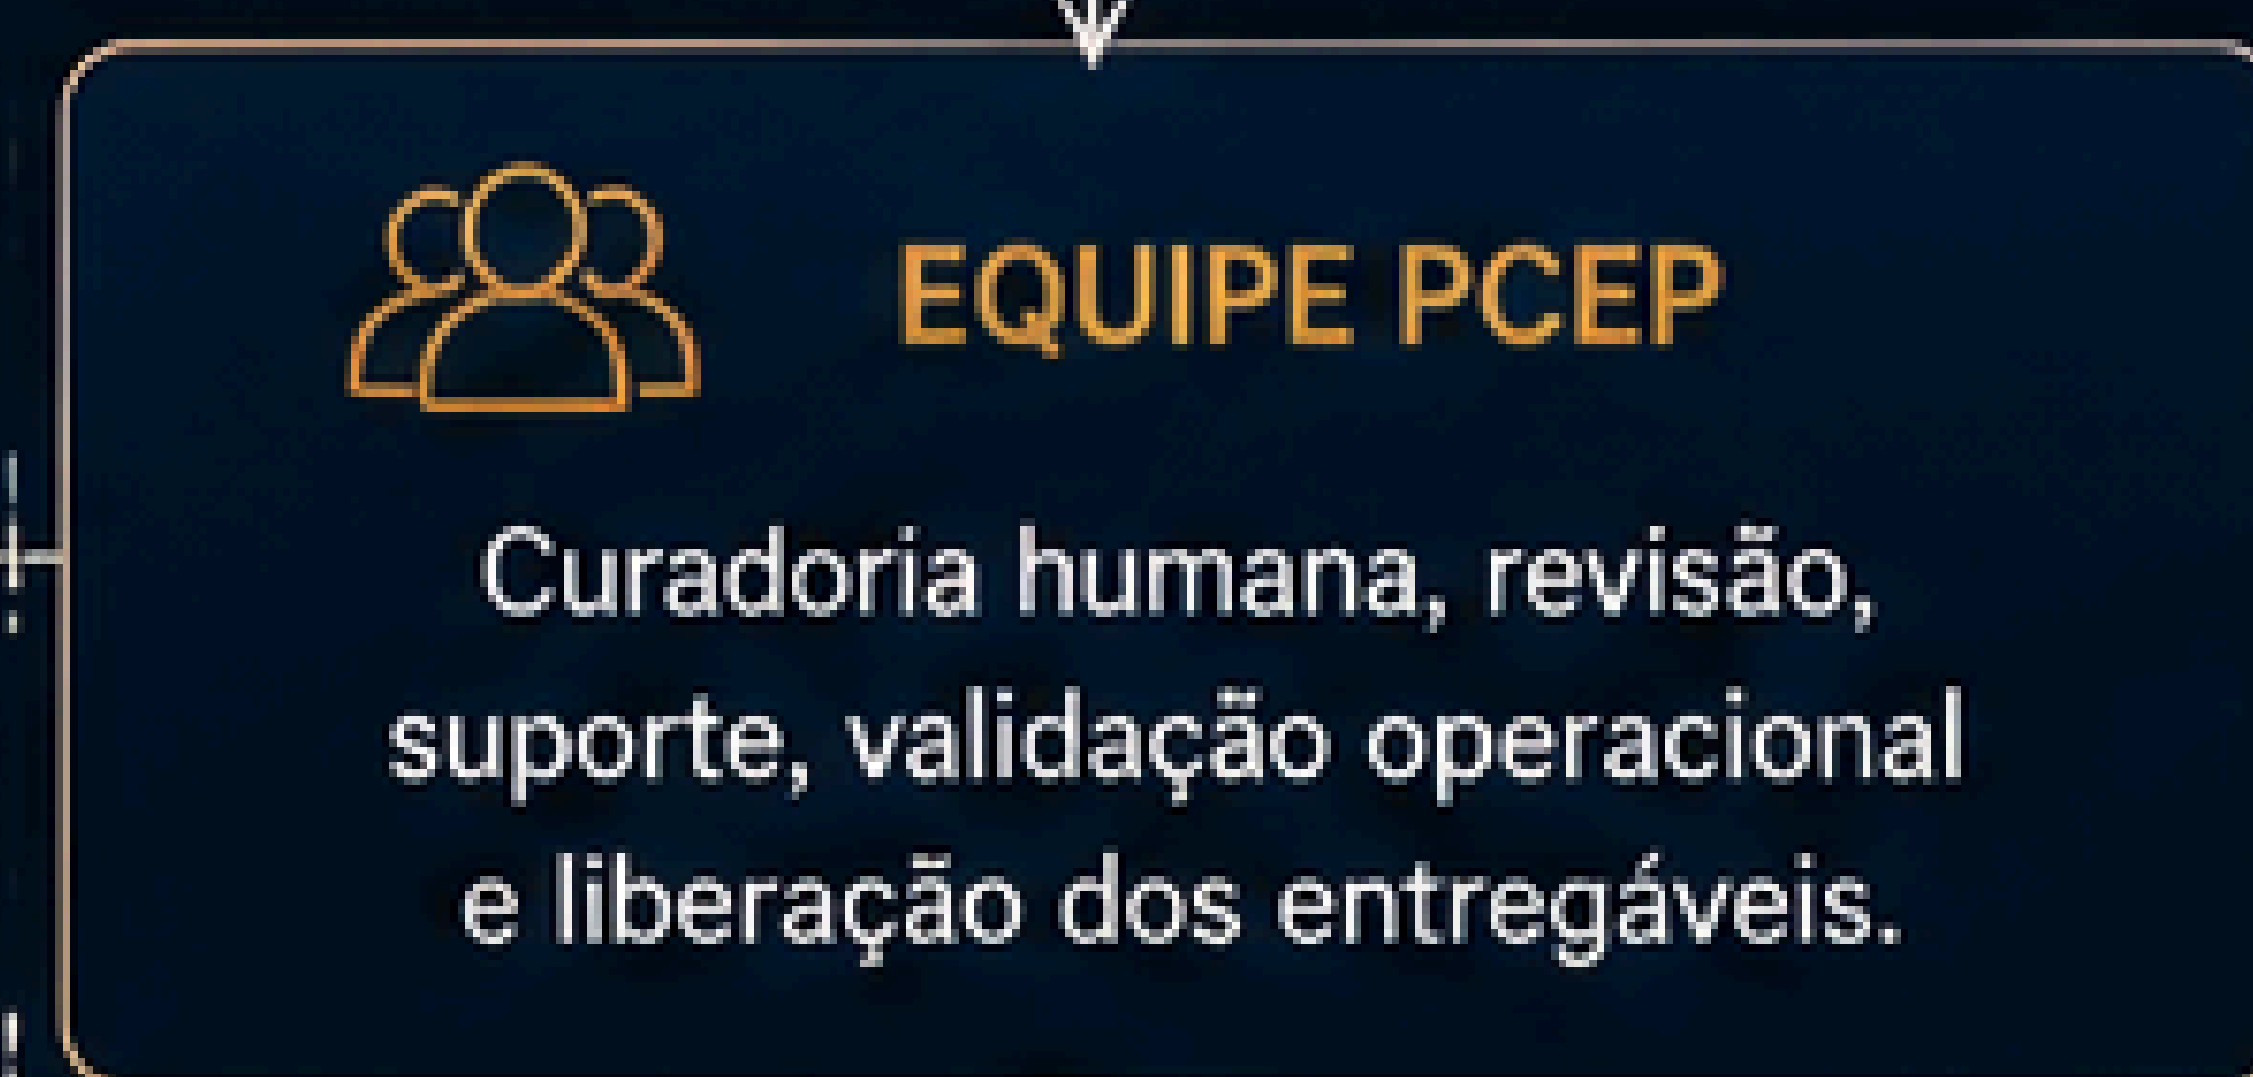 EQUIPE PCEP
Curadoria humana, revisão,
suporte, validação operacional
e liberação dos entregáveis.